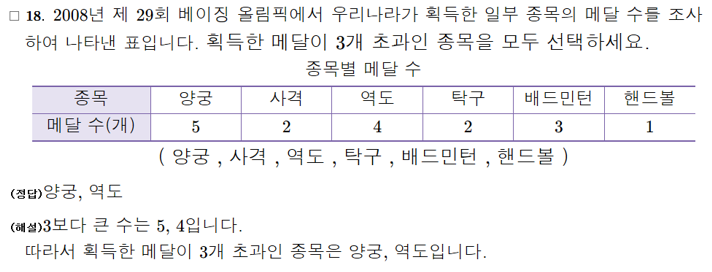 □ 18. 2008년 제 29회 베이징 올림픽에서 우리나라가 획득한 일부 종목의 메달 수를 조사
하여 나타낸 표입니다. 획득한 메달이 3개 초과인 종목을 모두 선택하세요.
종목별 메달 수
종목 양궁 사격 역도 탁구 배드민턴 핸드볼
메달 수(개) 5 2 4 2 3 1
( 양궁 , 사격 , 역도 , 탁구 , 배드민턴 , 핸드볼 )
(정답)양궁, 역도
(해설)3보다 큰 수는 5, 4입니다.
따라서 획득한 메달이 3개 초과인 종목은 양궁, 역도입니다.